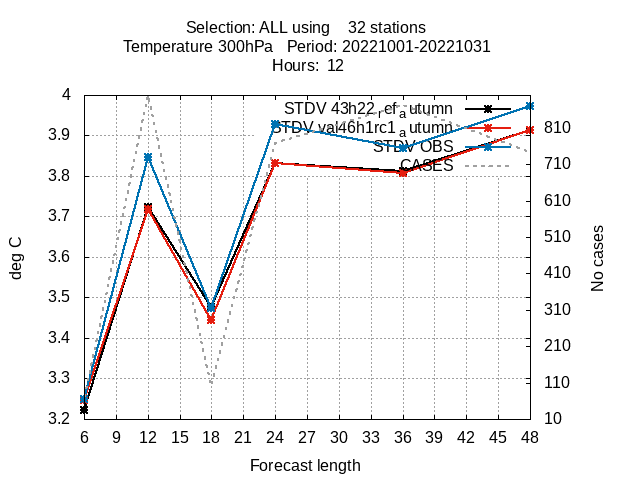 Selection: ALL using    32 stations
Temperature 300hPa   Period: 20221001-20221031
Hours:  12
STDV 43h22_ref_autumn
STDV val46h1rc1_autumn
STDV OBS
CASES
4
3.9
3.8
3.7
3.6
3.5
3.4
3.3
3.2
810
710
610
510
410
310
210
110
10
deg C
No cases
6 9 12 15 18 21 24 27 30 33 36 39 42 45 48
Forecast length